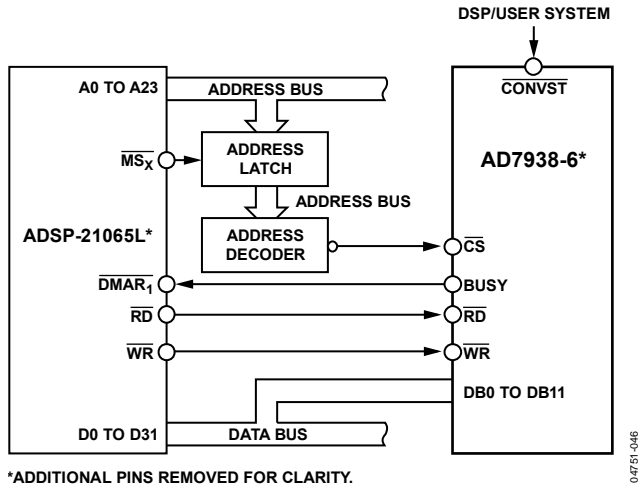 DSP/USER SYSTEM
A0 TO A23
ADDRESS BUS
CONVST
MSX
ADDRESS
LATCH
AD7938-6*
ADDRESS BUS
ADSP-21065L*
ADDRESS
DECODER
CS
DMAR1
BUSY
RD
RD
WR
WR
DB0 TO DB11
D0 TO D31
DATA BUS
*ADDITIONAL PINS REMOVED FOR CLARITY.
04751-046